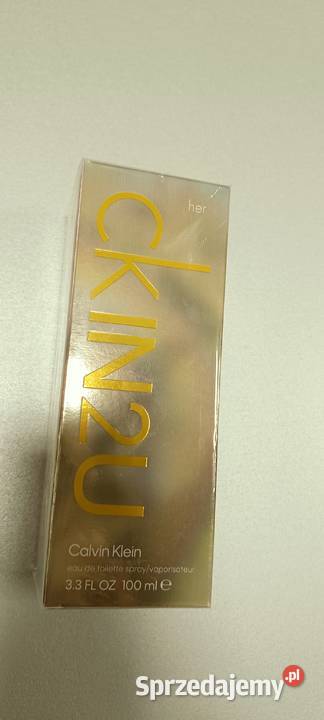 her
ckIN2U
Calvin Klein
eau de toilette spray/vaporisateur
3.3 FL OZ 100 ml e
Sprzedajemy.pl